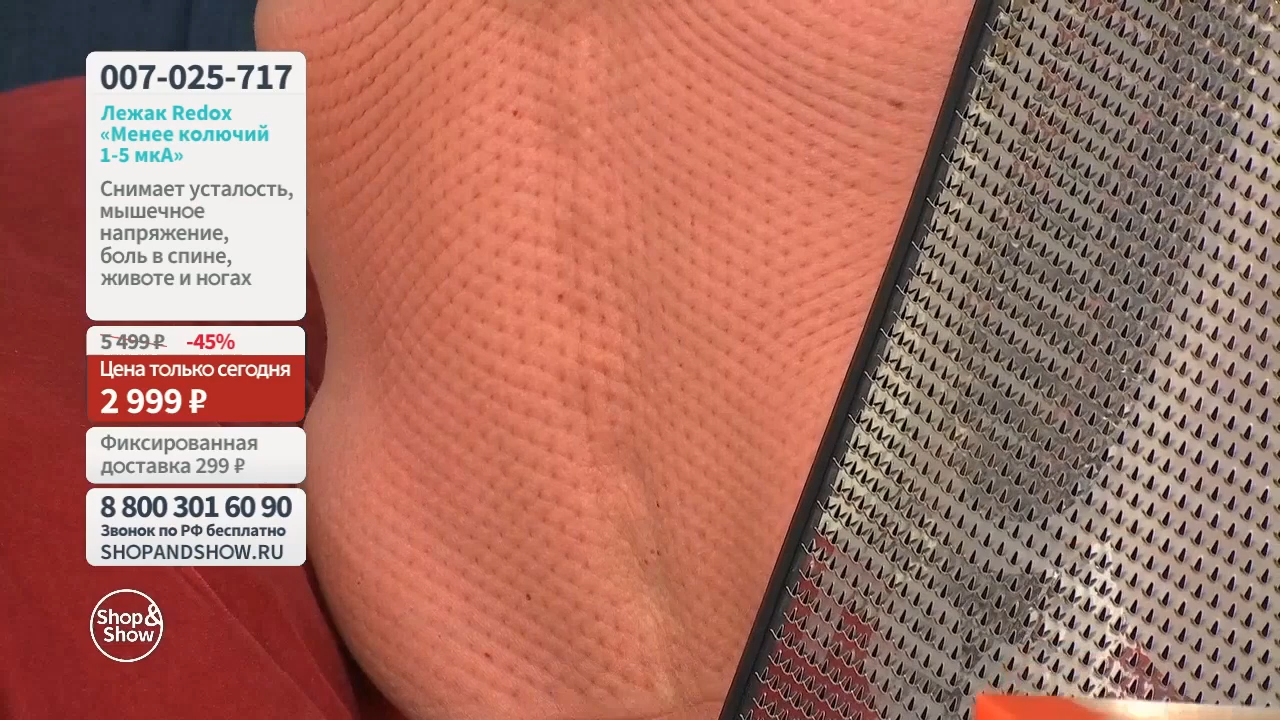 007-025-717
Лежак Redox
«Менее колючий
1-5 мкА»
Снимает усталость,
мышечное
напряжение,
боль в спине,
животе и ногах
5 499 ₽ -45%
Цена только сегодня
2 999 ₽
Фиксированная
доставка 299 ₽
8 800 301 60 90
Звонок по РФ бесплатно
SHOPANDSHOW.RU
Shop&
Show